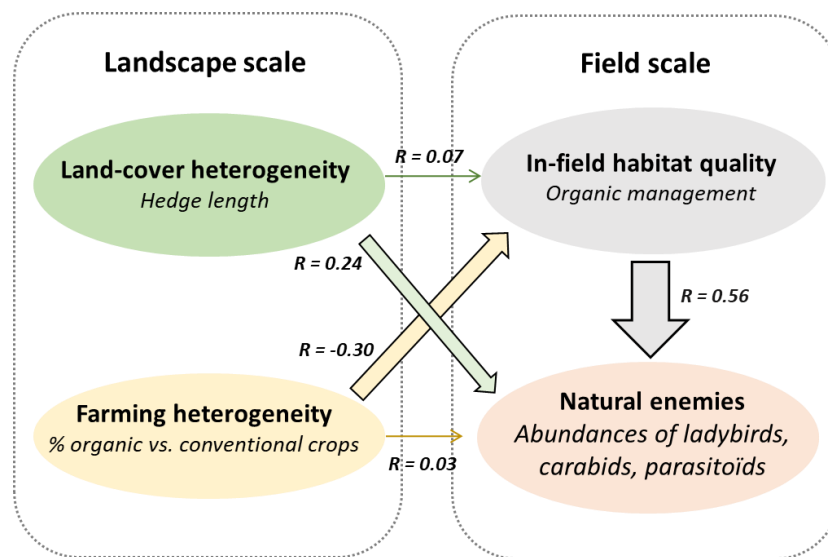 Landscape scale
Field scale
Land-cover heterogeneity
Hedge length
R = 0.07
In-field habitat quality
Organic management
R = 0.24
R = 0.56
R = -0.30
Farming heterogeneity
% organic vs. conventional crops
R = 0.03
Natural enemies
Abundances of ladybirds,
carabids, parasitoïds